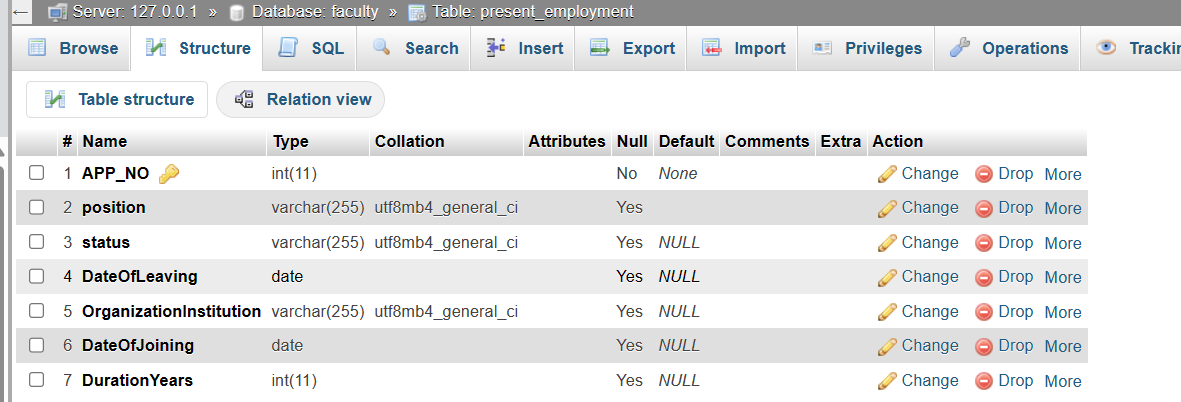 Server: 127.0.0.1 » Database: faculty » Table: present_employment
Browse Structure SQL Search Insert Export Import Privileges Operations
Table structure Relation view
# Name Type Collation Attributes Null Default Comments Extra Action
1 APP_NO int(11) No None Change Drop More
2 position varchar(255) utf8mb4_general_ci Yes Change Drop More
3 status varchar(255) utf8mb4_general_ci Yes NULL Change Drop More
4 DateOfLeaving date Yes NULL Change Drop More
5 OrganizationInstitution varchar(255) utf8mb4_general_ci Yes NULL Change Drop More
6 DateOfJoining date Yes NULL Change Drop More
7 DurationYears int(11) Yes NULL Change Drop More